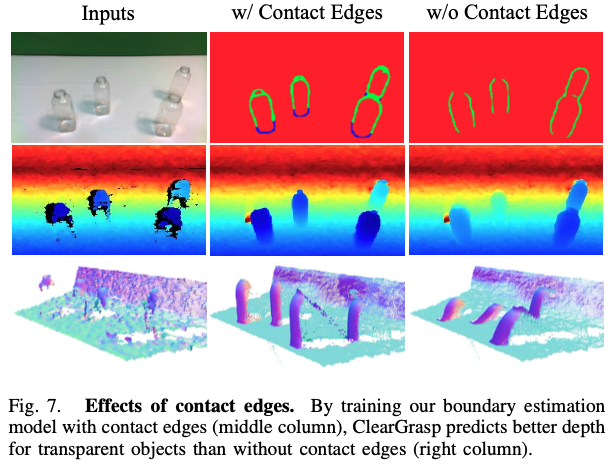 Inputs
w/ Contact Edges
w/o Contact Edges
Fig. 7. Effects of contact edges. By training our boundary estimation
model with contact edges (middle column), ClearGrasp predicts better depth
for transparent objects than without contact edges (right column).